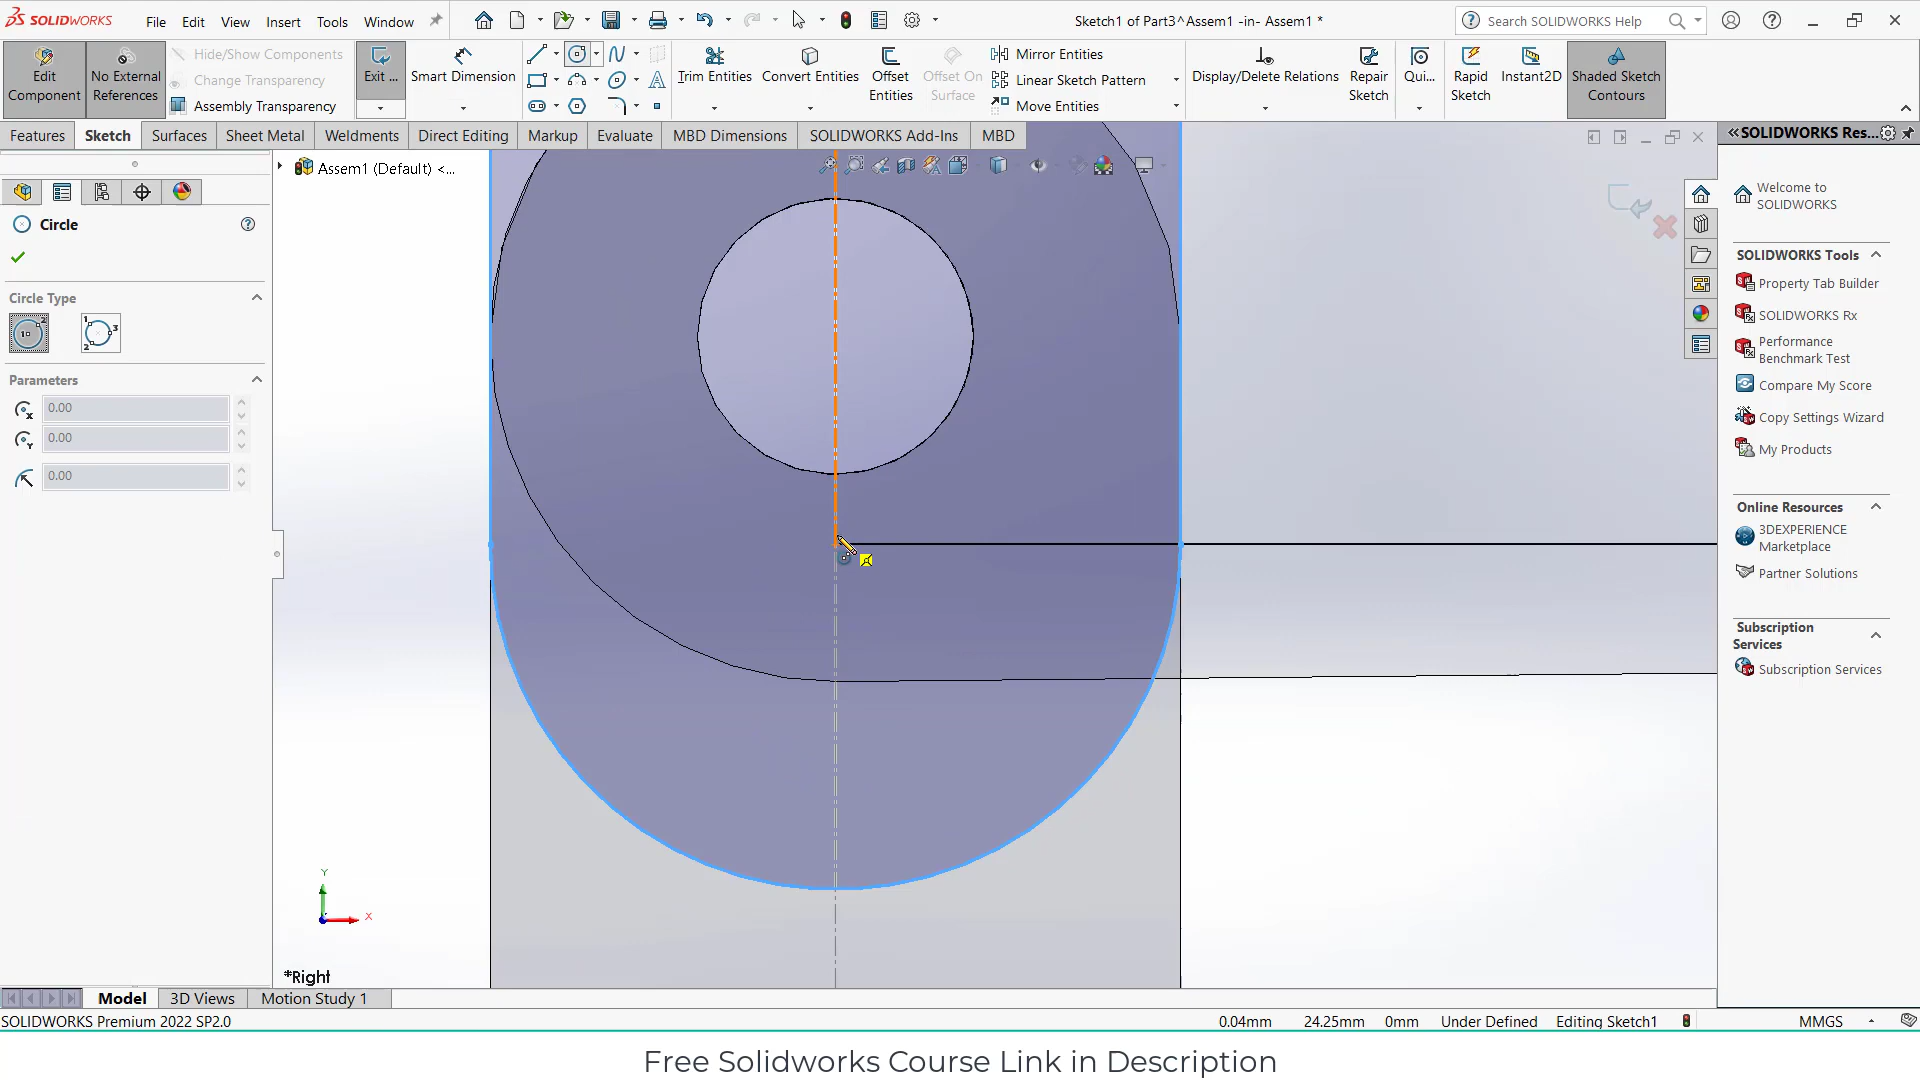 SOLIDWORKS File Edit View Insert Tools Window Sketch1 of Part3^Assem1 -in- Assem1 * Search SOLIDWORKS Help
Edit Component
No External References
Hide/Show Components
Change Transparency
Assembly Transparency
Exit ...
Smart Dimension
Trim Entities
Convert Entities
Offset Entities
Offset On Surface
Mirror Entities
Linear Sketch Pattern
Move Entities
Display/Delete Relations
Repair Sketch
Qui...
Rapid Sketch
Instant2D
Shaded Sketch Contours
Features Sketch Surfaces Sheet Metal Weldments Direct Editing Markup Evaluate MBD Dimensions SOLIDWORKS Add-Ins MBD
Assem1 (Default) <...
Circle
Circle Type
Parameters
0.00
0.00
0.00
Y
X
*Right
SOLIDWORKS Res...
Welcome to
SOLIDWORKS
SOLIDWORKS Tools
Property Tab Builder
SOLIDWORKS Rx
Performance
Benchmark Test
Compare My Score
Copy Settings Wizard
My Products
Online Resources
3DEXPERIENCE
Marketplace
Partner Solutions
Subscription
Services
Subscription Services
Model 3D Views Motion Study 1
SOLIDWORKS Premium 2022 SP2.0 0.04mm 24.25mm 0mm Under Defined Editing Sketch1 MMGS
Free Solidworks Course Link in Description